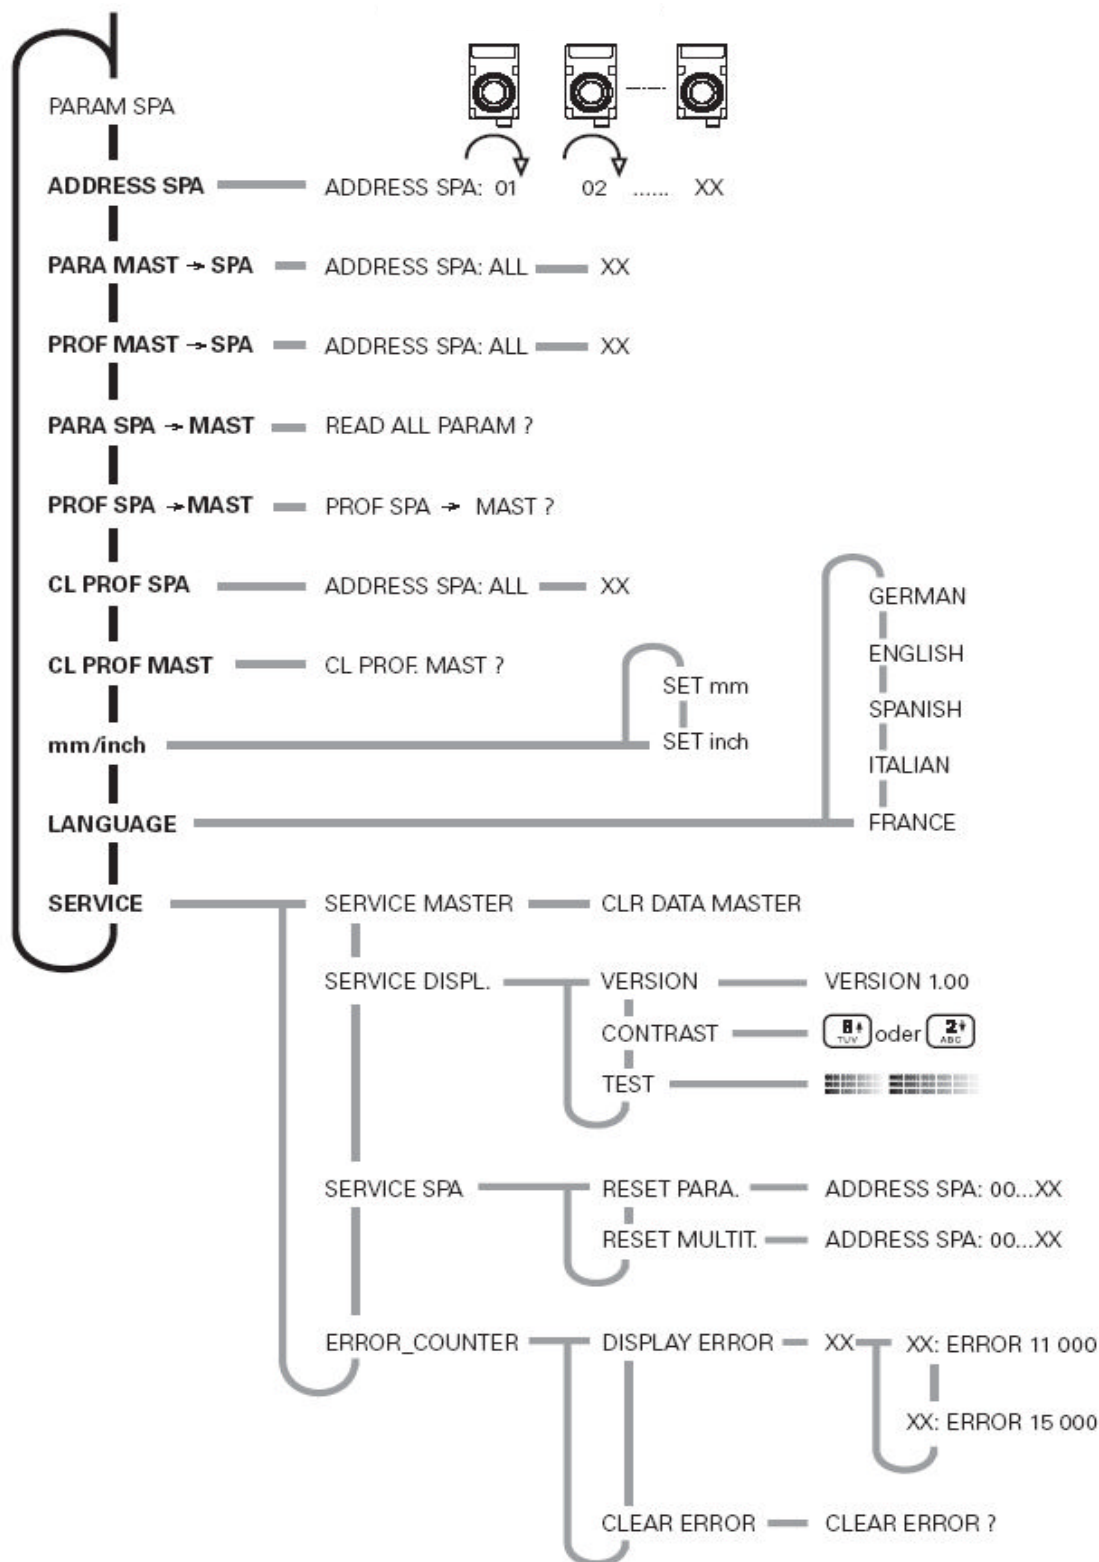 PARAM SPA
ADDRESS SPA ADDRESS SPA: 01 02 ...... XX
PARA MAST → SPA ADDRESS SPA: ALL XX
PROF MAST → SPA ADDRESS SPA: ALL XX
PARA SPA → MAST READ ALL PARAM ?
PROF SPA → MAST PROF SPA → MAST ?
CL PROF SPA ADDRESS SPA: ALL XX
GERMAN
ENGLISH
CL PROF MAST CL PROF. MAST ?
SET mm
SPANISH
mm/inch SET inch
ITALIAN
LANGUAGE FRANCE
SERVICE SERVICE MASTER CLR DATA MASTER
SERVICE DISPL. VERSION VERSION 1.00
CONTRAST 8 TUV oder 2 ABC
TEST
SERVICE SPA RESET PARA. ADDRESS SPA: 00...XX
RESET MULTIT. ADDRESS SPA: 00...XX
ERROR_COUNTER DISPLAY ERROR XX XX: ERROR 11 000
XX: ERROR 15 000
CLEAR ERROR CLEAR ERROR ?